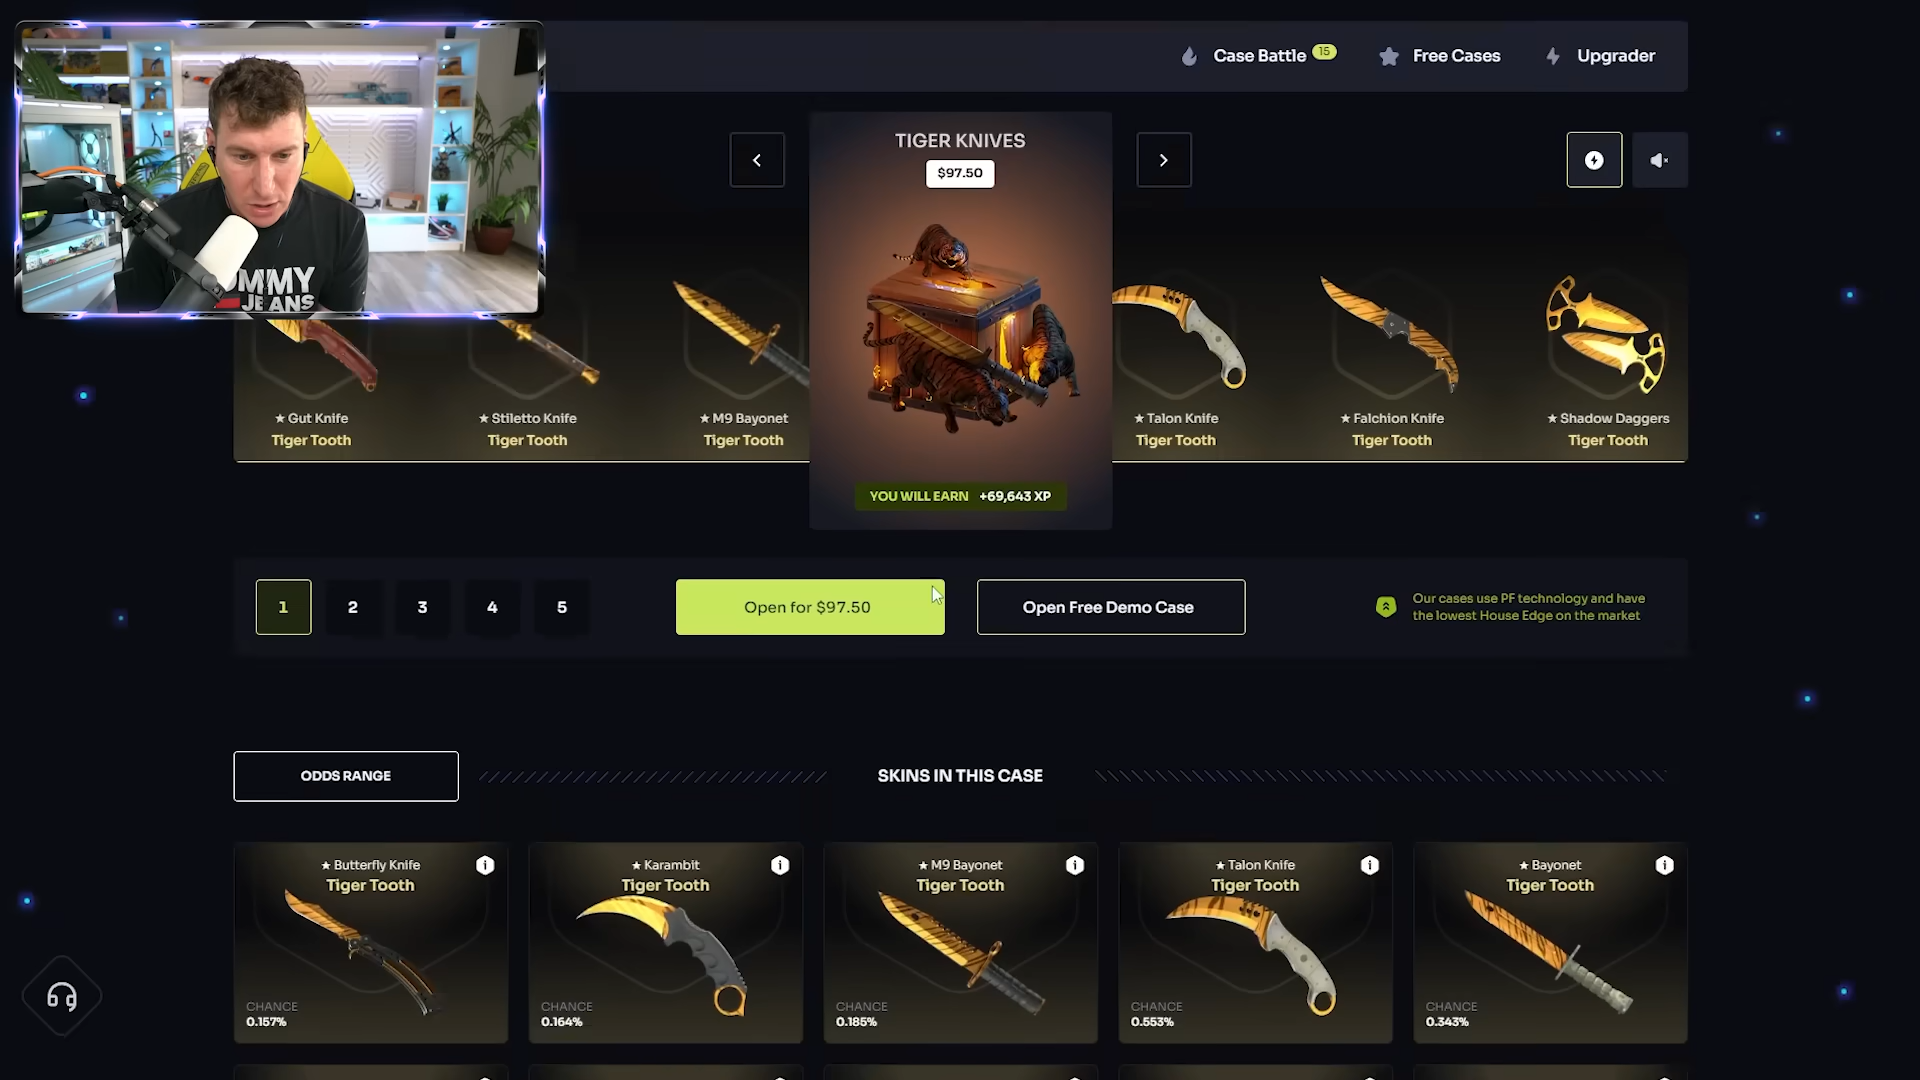 Case Battle 15
Free Cases
Upgrader
TIGER KNIVES
$97.50
MMY
JEANS
★ Gut Knife
Tiger Tooth
★ Stiletto Knife
Tiger Tooth
★ M9 Bayonet
Tiger Tooth
★ Talon Knife
Tiger Tooth
★ Falchion Knife
Tiger Tooth
★ Shadow Daggers
Tiger Tooth
YOU WILL EARN +69,643 XP
1
2
3
4
5
Open for $97.50
Open Free Demo Case
Our cases use PF technology and have
the lowest House Edge on the market
ODDS RANGE
SKINS IN THIS CASE
★ Butterfly Knife
Tiger Tooth
CHANCE
0.157%
★ Karambit
Tiger Tooth
CHANCE
0.164%
★ M9 Bayonet
Tiger Tooth
CHANCE
0.185%
★ Talon Knife
Tiger Tooth
CHANCE
0.553%
★ Bayonet
Tiger Tooth
CHANCE
0.343%